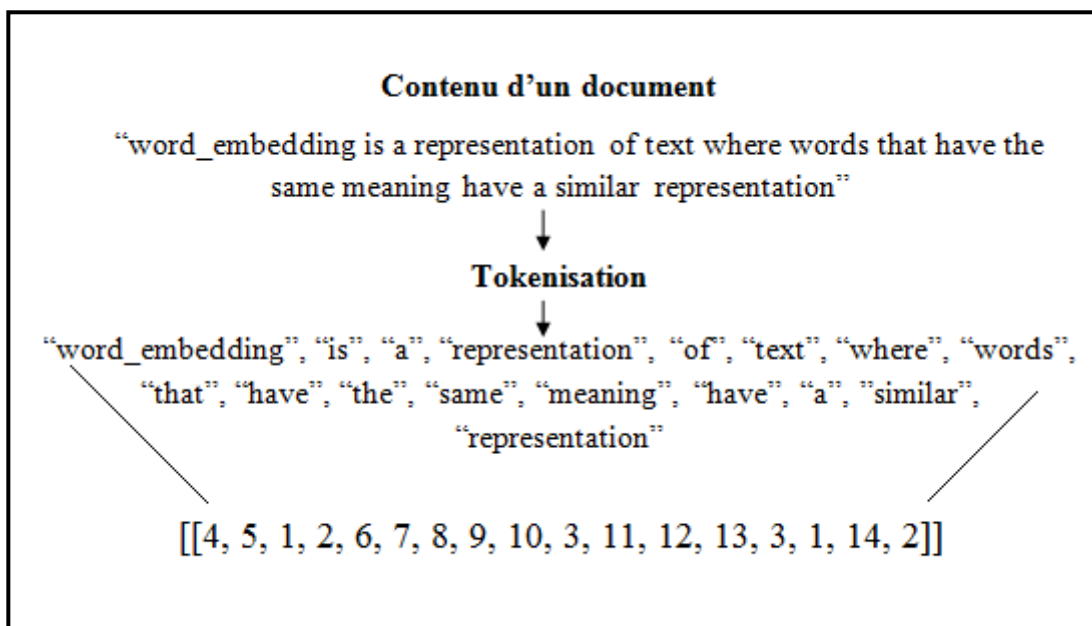 Contenu d’un document
“word_embedding is a representation of text where words that have the
same meaning have a similar representation”
Tokenisation
“word_embedding”, “is”, “a”, “representation”, “of”, “text”, “where”, “words”,
“that”, “have”, “the”, “same”, “meaning”, “have”, “a”, ”similar”,
“representation”
[[4, 5, 1, 2, 6, 7, 8, 9, 10, 3, 11, 12, 13, 3, 1, 14, 2]]